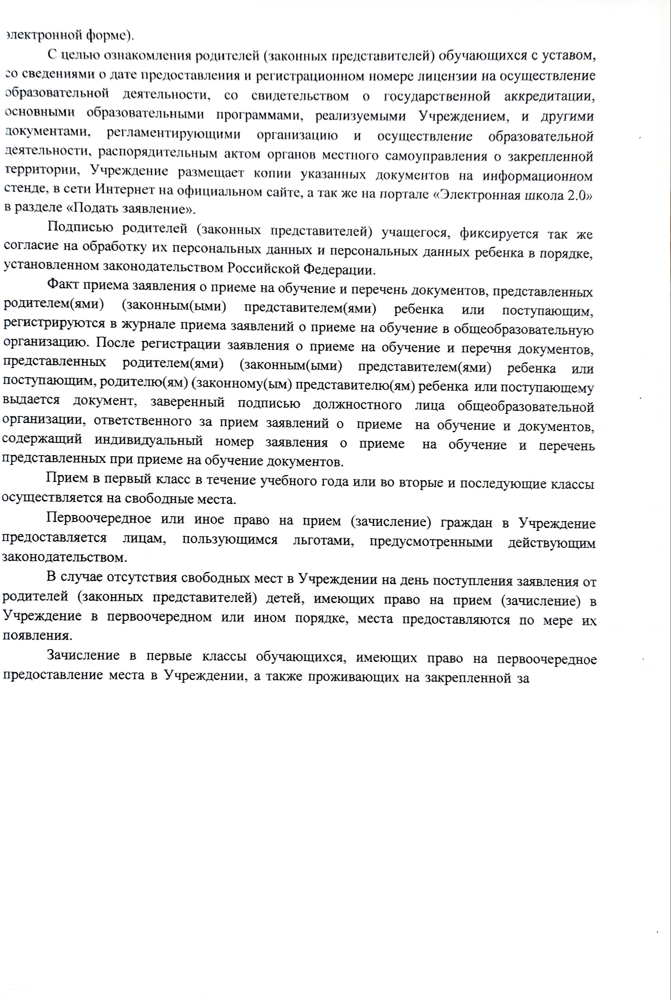 электронной форме).
С целью ознакомления родителей (законных представителей) обучающихся с уставом,
со сведениями о дате предоставления и регистрационном номере лицензии на осуществление
образовательной деятельности, со свидетельством о государственной аккредитации,
основными образовательными программами, реализуемыми Учреждением, и другими
документами, регламентирующими организацию и осуществление образовательной
деятельности, распорядительным актом органов местного самоуправления о закрепленной
территории, Учреждение размещает копии указанных документов на информационном
стенде, в сети Интернет на официальном сайте, а так же на портале «Электронная школа 2.0»
в разделе «Подать заявление».
Подписью родителей (законных представителей) учащегося, фиксируется так же
согласие на обработку их персональных данных и персональных данных ребенка в порядке,
установленном законодательством Российской Федерации.
Факт приема заявления о приеме на обучение и перечень документов, представленных
родителем(ями) (законным(ыми) представителем(ями) ребенка или поступающим,
регистрируются в журнале приема заявлений о приеме на обучение в общеобразовательную
организацию. После регистрации заявления о приеме на обучение и перечня документов,
представленных родителем(ями) (законным(ыми) представителем(ями) ребенка или
поступающим, родителю(ям) (законному(ым) представителю(ям) ребенка или поступающему
выдается документ, заверенный подписью должностного лица общеобразовательной
организации, ответственного за прием заявлений о приеме на обучение и документов,
содержащий индивидуальный номер заявления о приеме на обучение и перечень
представленных при приеме на обучение документов.
Прием в первый класс в течение учебного года или во вторые и последующие классы
осуществляется на свободные места.
Первоочередное или иное право на прием (зачисление) граждан в Учреждение
предоставляется лицам, пользующимся льготами, предусмотренными действующим
законодательством.
В случае отсутствия свободных мест в Учреждении на день поступления заявления от
родителей (законных представителей) детей, имеющих право на прием (зачисление) в
Учреждение в первоочередном или ином порядке, места предоставляются по мере их
появления.
Зачисление в первые классы обучающихся, имеющих право на первоочередное
предоставление места в Учреждении, а также проживающих на закрепленной за